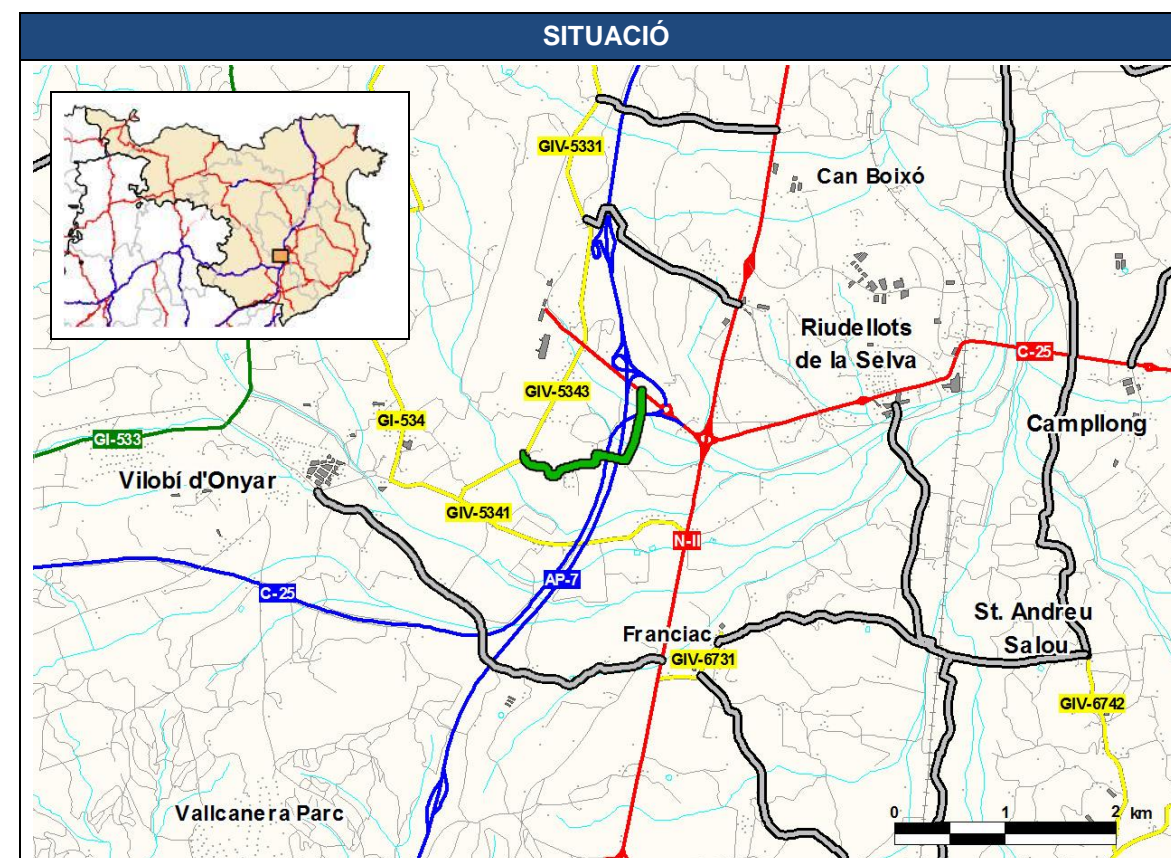 SITUACIÓ
GIV-5331
Can Boixó
Riudellots
de la Selva
C-25
GIV-5343
GI-534
Campllong
GI-533
Vilobí d'Onyar
GIV-5341
N-II
AP-7
C-25
St. Andreu
Salou
Franciac
GIV-6731
GIV-6742
Vallcanera Parc
0 1 2 km